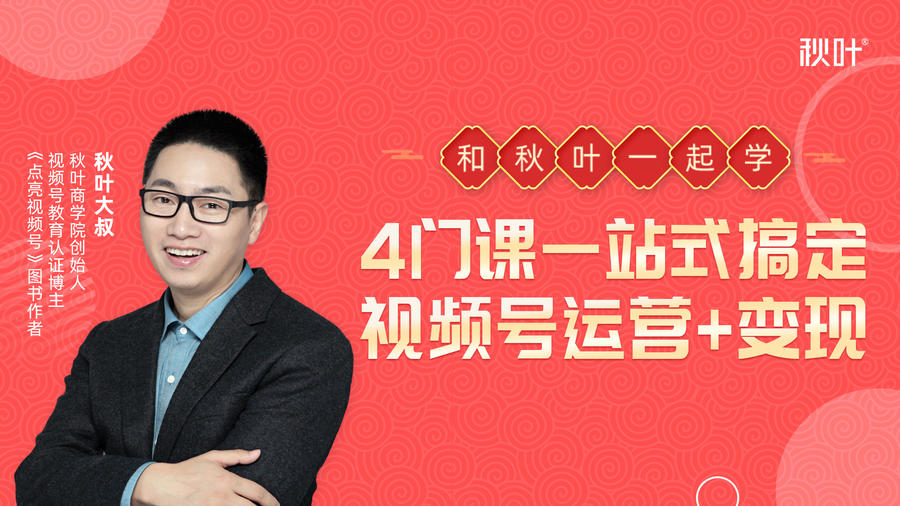 秋叶®
和秋叶一起学
4门课一站式搞定
视频号运营+变现
秋叶大叔
秋叶商学院创始人
视频号教育认证博主
《点亮视频号》图书作者